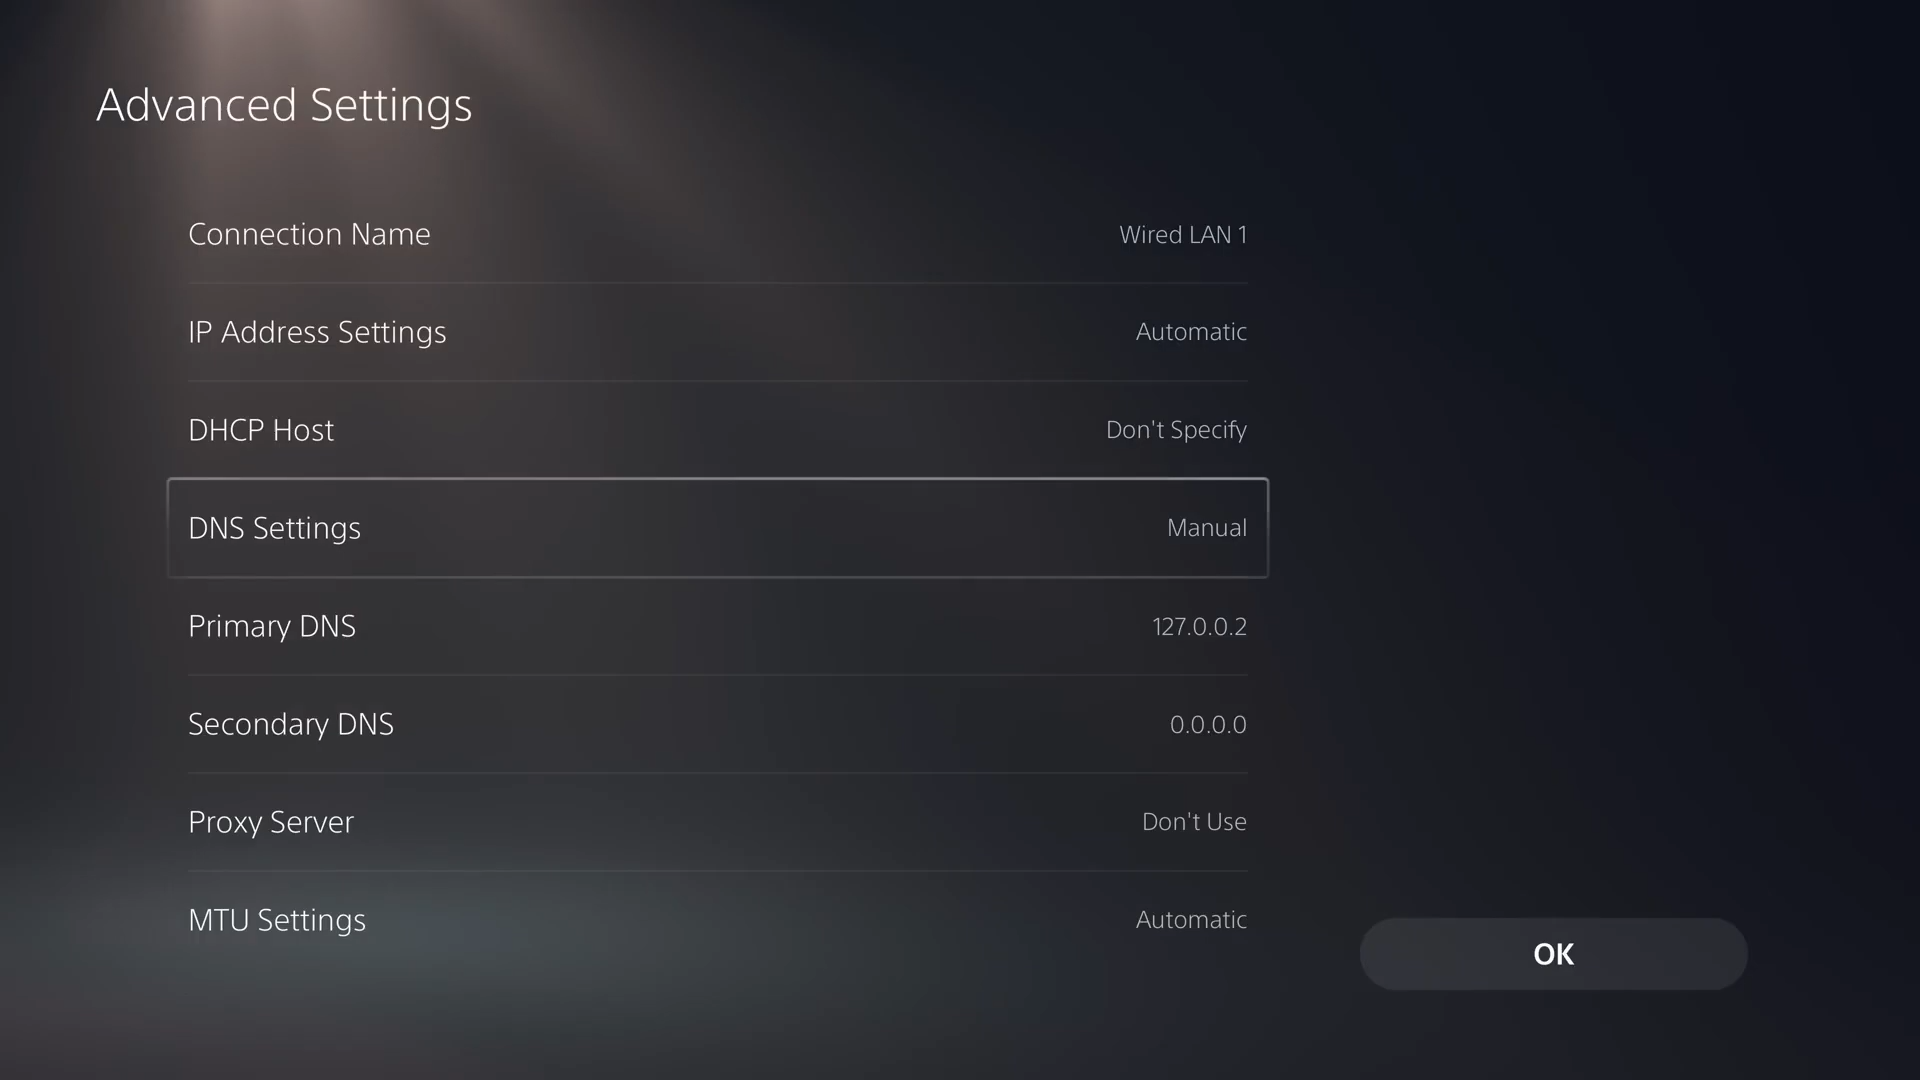 Advanced Settings
Connection Name Wired LAN 1
IP Address Settings Automatic
DHCP Host Don't Specify
DNS Settings Manual
Primary DNS 127.0.0.2
Secondary DNS 0.0.0.0
Proxy Server Don't Use
MTU Settings Automatic
OK